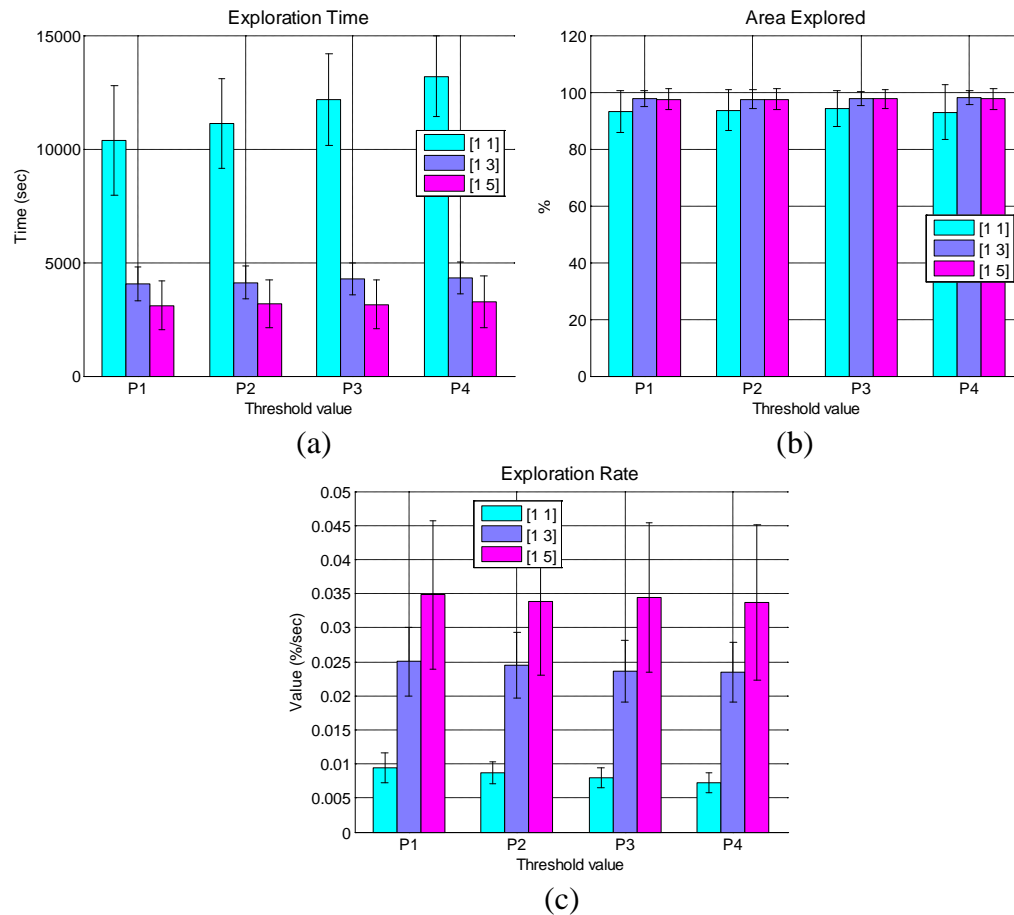 Exploration Time
15000
10000
5000
0
Time (sec)
[1 1]
[1 3]
[1 5]
P1 P2 P3 P4
Threshold value
(a)
Area Explored
120
100
80
60
40
20
0
%
[1 1]
[1 3]
[1 5]
P1 P2 P3 P4
Threshold value
(b)
Exploration Rate
0.05
0.045
0.04
0.035
0.03
0.025
0.02
0.015
0.01
0.005
0
Value (%/sec)
[1 1]
[1 3]
[1 5]
P1 P2 P3 P4
Threshold value
(c)